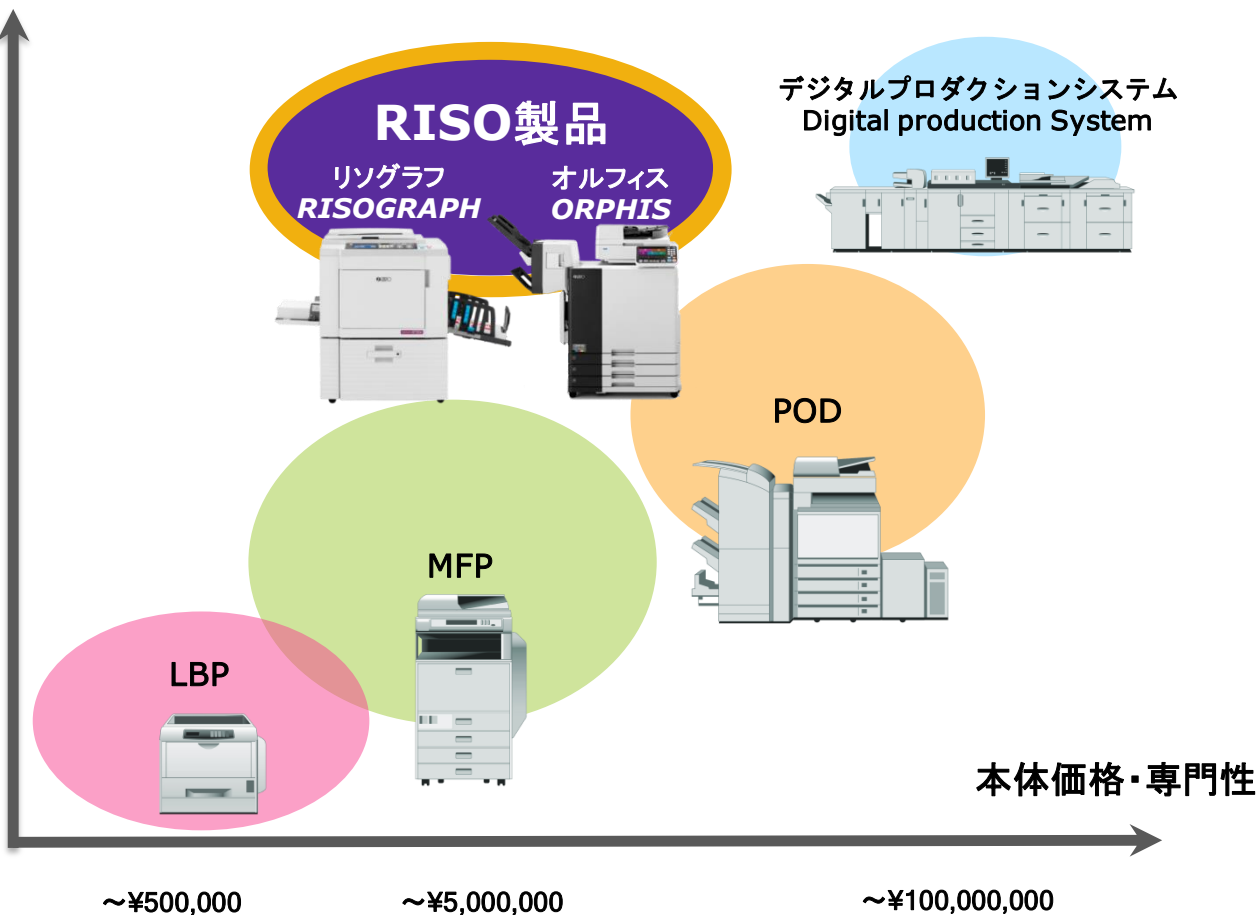 デジタルプロダクションシステム
Digital production System
RISO製品
リソグラフ
RISOGRAPH
オルフィス
ORPHIS
POD
MFP
LBP
本体価格・専門性
～¥500,000
～¥5,000,000
～¥100,000,000